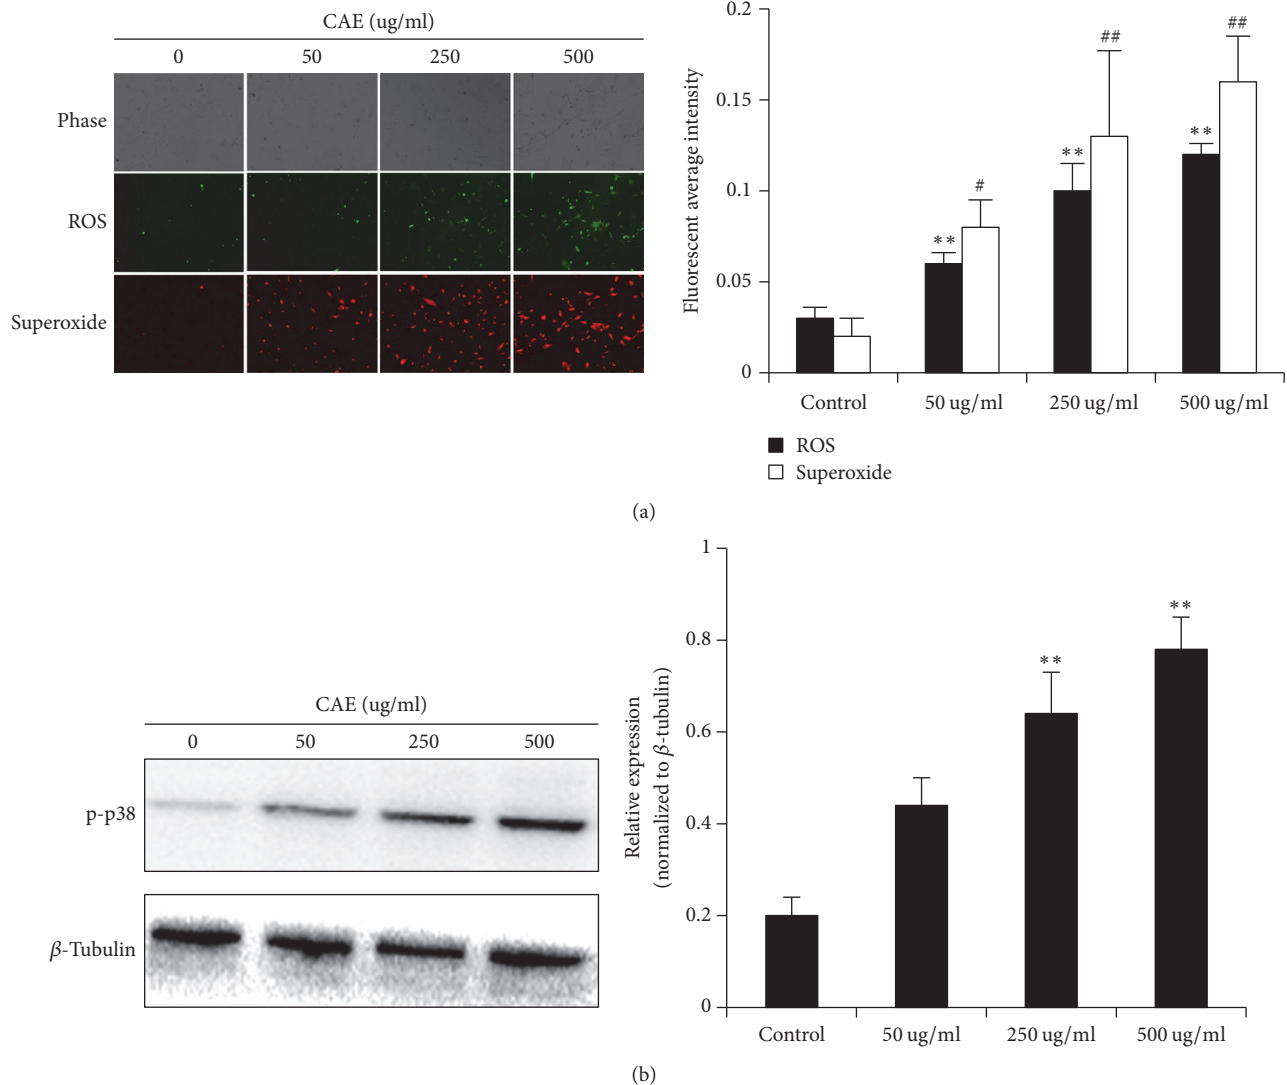 CAE (ug/ml)
0 50 250 500
Phase
ROS
Superoxide
Fluorescent average intensity
0.2
0.15
0.1
0.05
0
** # ** ## ** ##
Control 50 ug/ml 250 ug/ml 500 ug/ml
ROS
Superoxide
(a)
CAE (ug/ml)
0 50 250 500
p-p38
β-Tubulin
Relative expression
(normalized to β-tubulin)
1
0.8
0.6
0.4
0.2
0
** **
Control 50 ug/ml 250 ug/ml 500 ug/ml
(b)